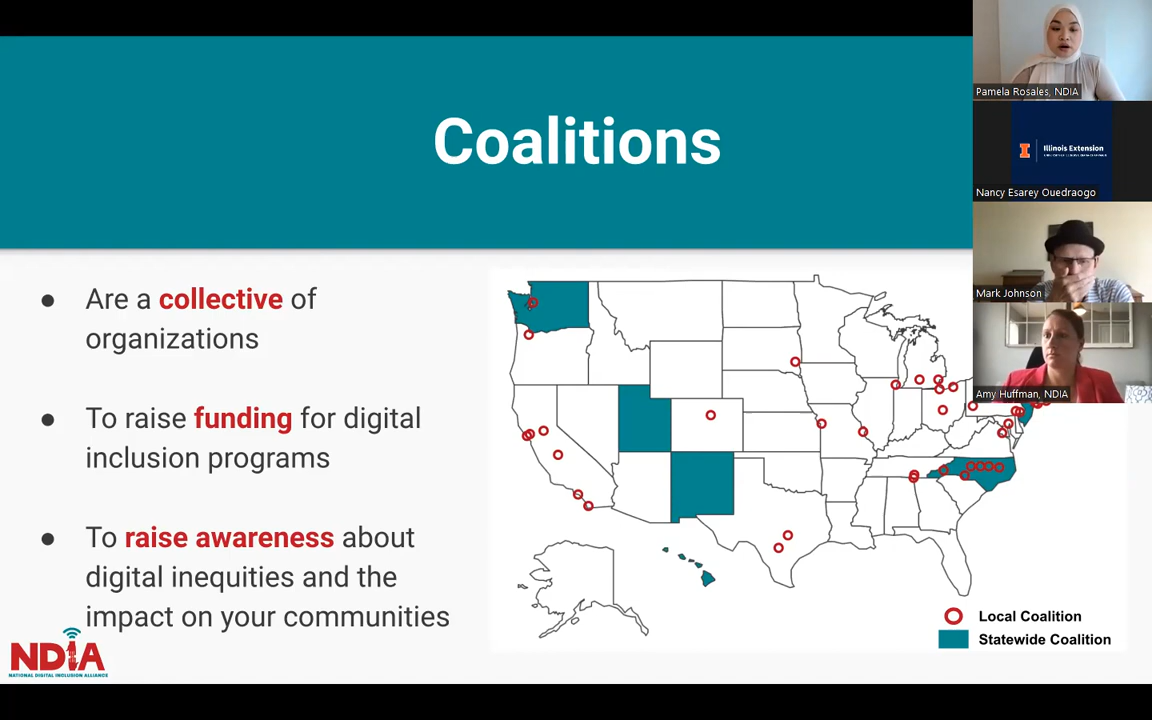 Coalitions
● Are a collective of
organizations
● To raise funding for digital
inclusion programs
● To raise awareness about
digital inequities and the
impact on your communities
NDIA
NATIONAL DIGITAL INCLUSION ALLIANCE
Local Coalition
Statewide Coalition
Pamela Rosales, NDIA
I Illinois Extension
Nancy Esarey Ouedraogo
Mark Johnson
Amy Huffman, NDIA